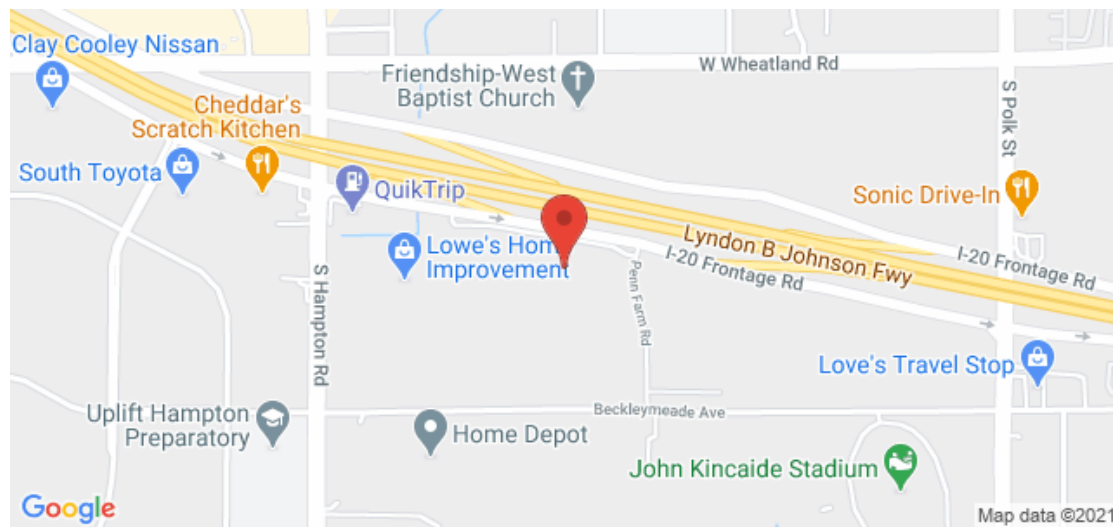 Clay Cooley Nissan
W Wheatland Rd
Friendship-West
Baptist Church
S Polk St
Cheddar's
Scratch Kitchen
South Toyota
QuikTrip
Sonic Drive-In
Lowe's Home
Improvement
Lyndon B Johnson Fwy
I-20 Frontage Rd
I-20 Frontage Rd
Penn Farm Rd
S Hampton Rd
Love's Travel Stop
Beckleymeade Ave
Uplift Hampton
Preparatory
Home Depot
John Kincaide Stadium
Google
Map data ©2021